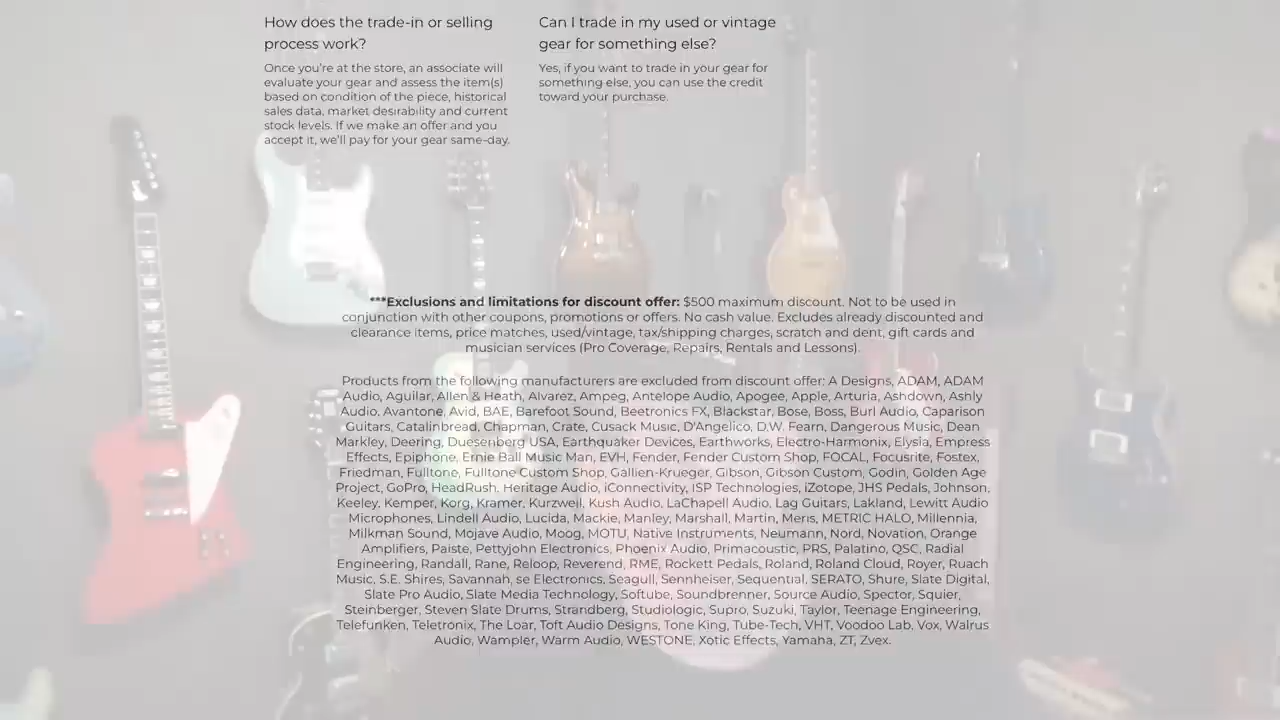 How does the trade-in or selling
process work?
Once you're at the store, an associate will
evaluate your gear and assess the item(s)
based on condition of the piece, historical
sales data, market desirability and current
stock levels. If we make an offer and you
accept it, we'll pay for your gear same-day.
Can I trade in my used or vintage
gear for something else?
Yes, if you want to trade in your gear for
something else, you can use the credit
toward your purchase.
***Exclusions and limitations for discount offer: $500 maximum discount. Not to be used in
conjunction with other coupons, promotions or offers. No cash value. Excludes already discounted and
clearance items, price matches, used/vintage, tax/shipping charges, scratch and dent, gift cards and
musician services (Pro Coverage, Repairs, Rentals and Lessons).
Products from the following manufacturers are excluded from discount offer: A Designs, ADAM, ADAM
Audio, Aguilar, Allen & Heath, Alvarez, Ampeg, Antelope Audio, Apogee, Apple, Arturia, Ashdown, Ashly
Audio, Avantone, Avid, BAE, Barefoot Sound, Beetronics FX, Blackstar, Bose, Boss, Burl Audio, Caparison
Guitars, Catalinbread, Chapman, Crate, Cusack Music, D'Angelico, D.W. Fearn, Dangerous Music, Dean
Markley, Deering, Duesenberg USA, Earthquaker Devices, Earthworks, Electro-Harmonix, Elysia, Empress
Effects, Epiphone, Ernie Ball Music Man, EVH, Fender, Fender Custom Shop, FOCAL, Focusrite, Fostex,
Friedman, Fulltone, Fulltone Custom Shop, Gallien-Krueger, Gibson, Gibson Custom, Godin, Golden Age
Project, GoPro, HeadRush, Heritage Audio, iConnectivity, ISP Technologies, iZotope, JHS Pedals, Johnson,
Keeley, Kemper, Korg, Kramer, Kurzweil, Kush Audio, LaChapell Audio, Lag Guitars, Lakland, Lewitt Audio
Microphones, Lindell Audio, Lucida, Mackie, Manley, Marshall, Martin, Meris, METRIC HALO, Millennia,
Milkman Sound, Mojave Audio, Moog, MOTU, Native Instruments, Neumann, Nord, Novation, Orange
Amplifiers, Paiste, Pettyjohn Electronics, Phoenix Audio, Primacoustic, PRS, Palatino, QSC, Radial
Engineering, Randall, Rane, Reloop, Reverend, RME, Rockett Pedals, Roland, Roland Cloud, Royer, Ruach
Music, S.E. Shires, Savannah, se Electronics, Seagull, Sennheiser, Sequential, SERATO, Shure, Slate Digital,
Slate Pro Audio, Slate Media Technology, Softube, Soundbrenner, Source Audio, Spector, Squier,
Steinberger, Steven Slate Drums, Strandberg, Studiologic, Supro, Suzuki, Taylor, Teenage Engineering,
Telefunken, Teletronix, The Loar, Toft Audio Designs, Tone King, Tube-Tech, VHT, Voodoo Lab, Vox, Walrus
Audio, Wampler, Warm Audio, WESTONE, Xotic Effects, Yamaha, ZT, Zvex.